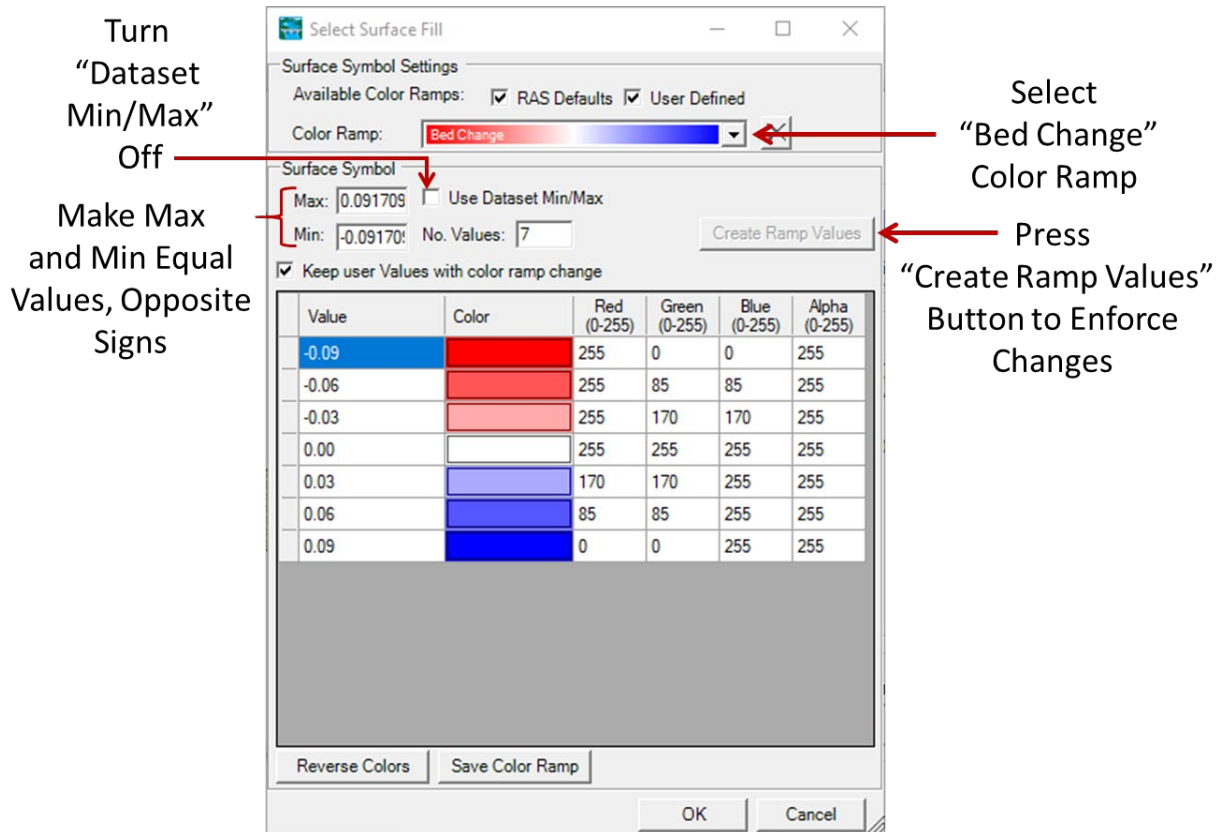 Turn
“Dataset
Min/Max”
Off
Make Max
and Min Equal
Values, Opposite
Signs
Select Surface Fill
Surface Symbol Settings
Available Color Ramps: RAS Defaults User Defined
Color Ramp: Bed Change
Surface Symbol
Max: 0.091709 Use Dataset Min/Max
Min: -0.091709 No. Values: 7 Create Ramp Values
Keep user Values with color ramp change
Value Color Red (0-255) Green (0-255) Blue (0-255) Alpha (0-255)
-0.09 255 0 0 255
-0.06 255 85 85 255
-0.03 255 170 170 255
0.00 255 255 255 255
0.03 170 170 255 255
0.06 85 85 255 255
0.09 0 0 255 255
Reverse Colors Save Color Ramp
OK Cancel
Select
“Bed Change”
Color Ramp
Press
“Create Ramp Values”
Button to Enforce
Changes